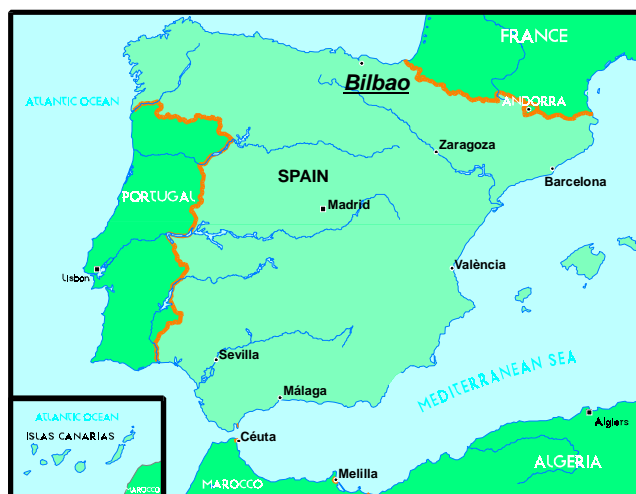 FRANCE
Bilbao
ATLANTIC OCEAN
ANDORRA
Zaragoza
SPAIN
Barcelona
PORTUGAL
Madrid
València
Lisbon
Sevilla
MEDITERRANEAN SEA
Málaga
ATLANTIC OCEAN
ISLAS CANARIAS
Algiers
Céuta
ALGERIA
Melilla
MAROCCO
MAROCCO